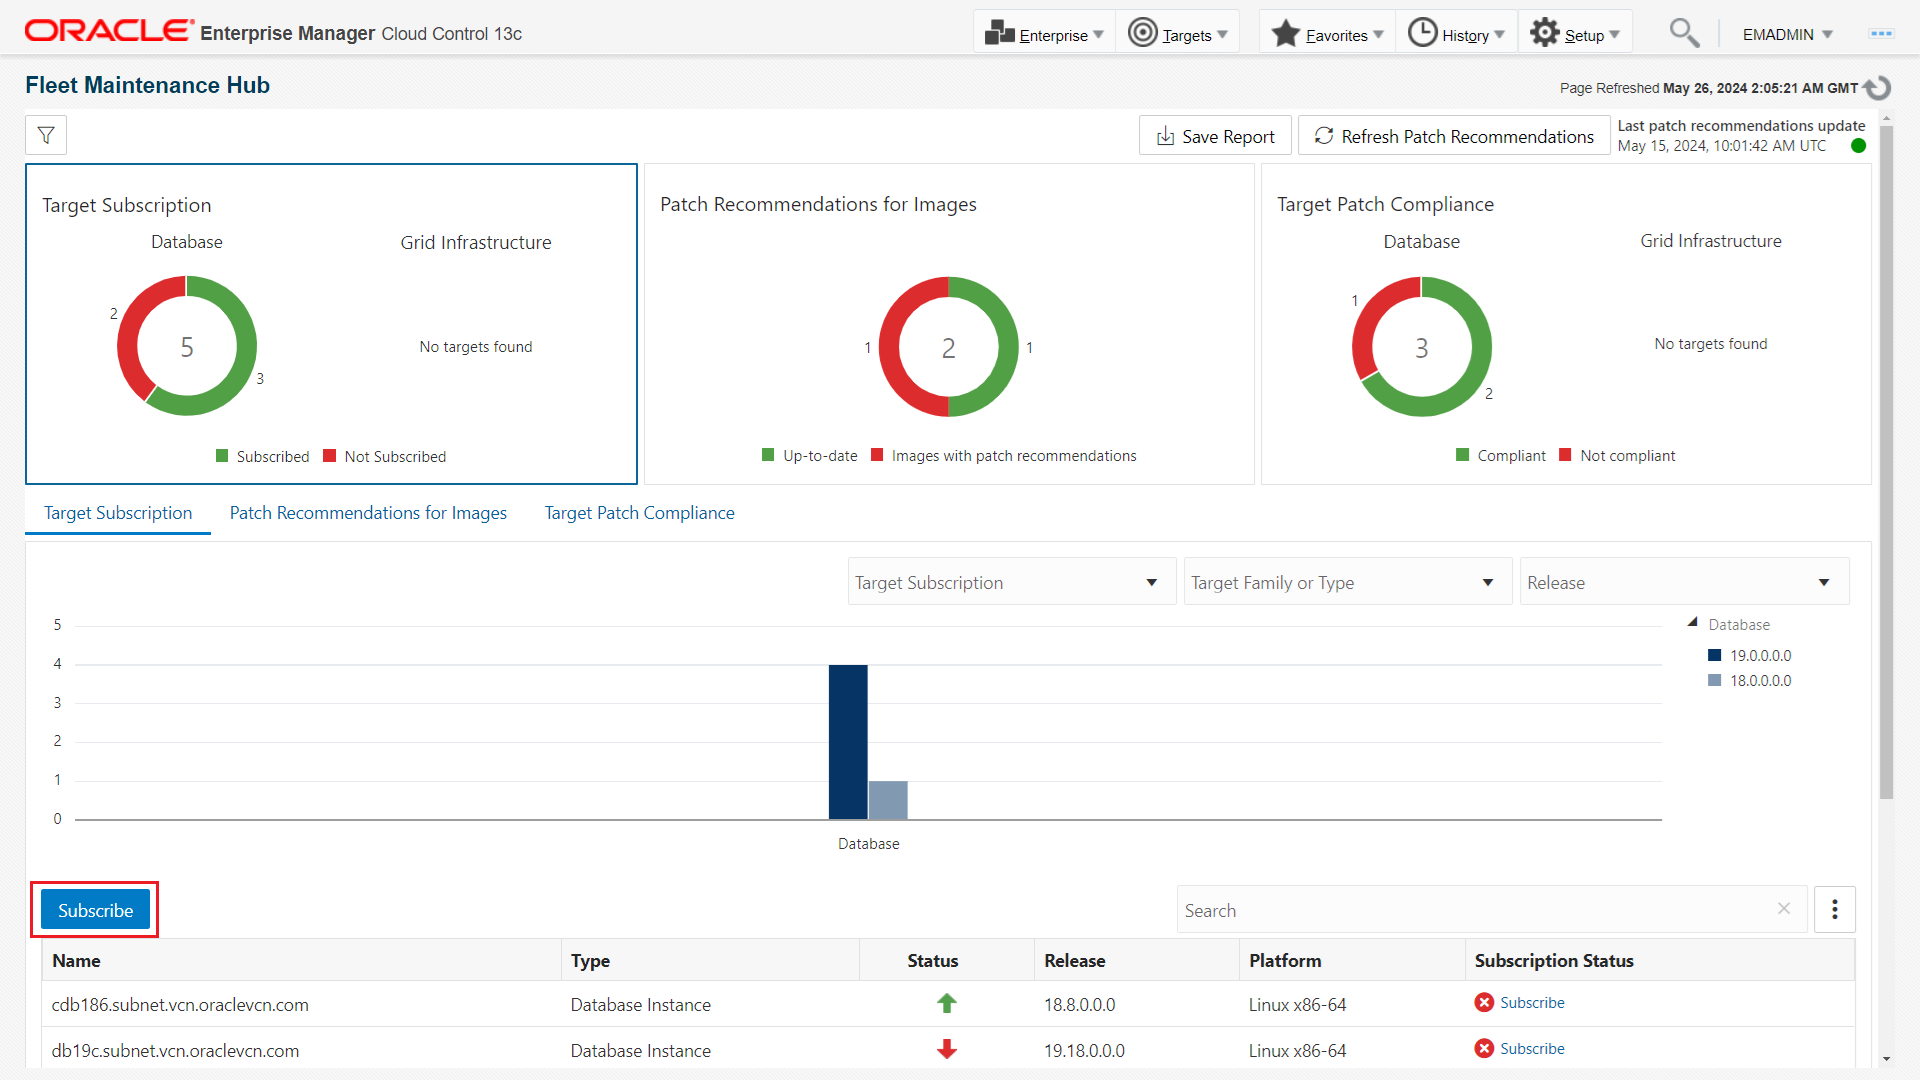 ORACLE Enterprise Manager Cloud Control 13c
Enterprise
Targets
Favorites
History
Setup
EMADMIN
Fleet Maintenance Hub
Page Refreshed May 26, 2024 2:05:21 AM GMT
Save Report
Refresh Patch Recommendations
Last patch recommendations update
May 15, 2024, 10:01:42 AM UTC
Target Subscription
Database
Grid Infrastructure
2
5
3
No targets found
Subscribed
Not Subscribed
Patch Recommendations for Images
1
2
1
Up-to-date
Images with patch recommendations
Target Patch Compliance
Database
Grid Infrastructure
1
3
2
No targets found
Compliant
Not compliant
Target Subscription
Patch Recommendations for Images
Target Patch Compliance
Target Subscription
Target Family or Type
Release
5
4
3
2
1
0
Database
Database
19.0.0.0.0
18.0.0.0.0
Subscribe
Search
Name Type Status Release Platform Subscription Status
cdb186.subnet.vcn.oraclevcn.com Database Instance 18.8.0.0.0 Linux x86-64 Subscribe
db19c.subnet.vcn.oraclevcn.com Database Instance 19.18.0.0.0 Linux x86-64 Subscribe